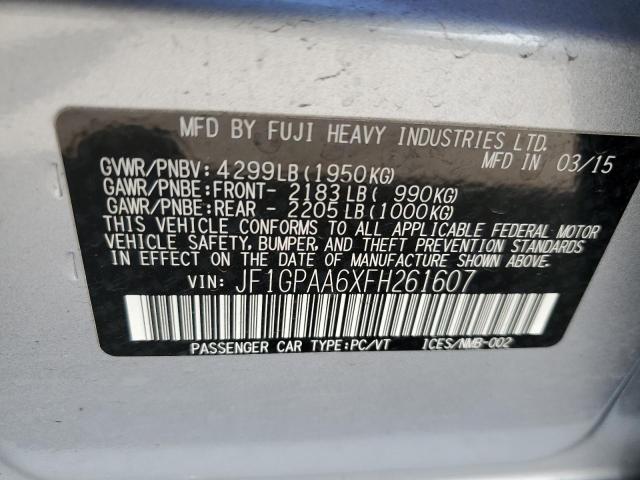 MFD BY FUJI HEAVY INDUSTRIES LTD.
MFD IN 03/15
GVWR/PNBV: 4299LB(1950KG)
GAWR/PNBE:FRONT- 2183LB( 990KG)
GAWR/PNBE:REAR - 2205LB(1000KG)
THIS VEHICLE CONFORMS TO ALL APPLICABLE FEDERAL MOTOR
VEHICLE SAFETY, BUMPER, AND THEFT PREVENTION STANDARDS
IN EFFECT ON THE DATE OF MANUFACTURE SHOWN ABOVE.
VIN: JF1GPAA6XFH261607
PASSENGER CAR TYPE:PC/VT ICES/NMB-002